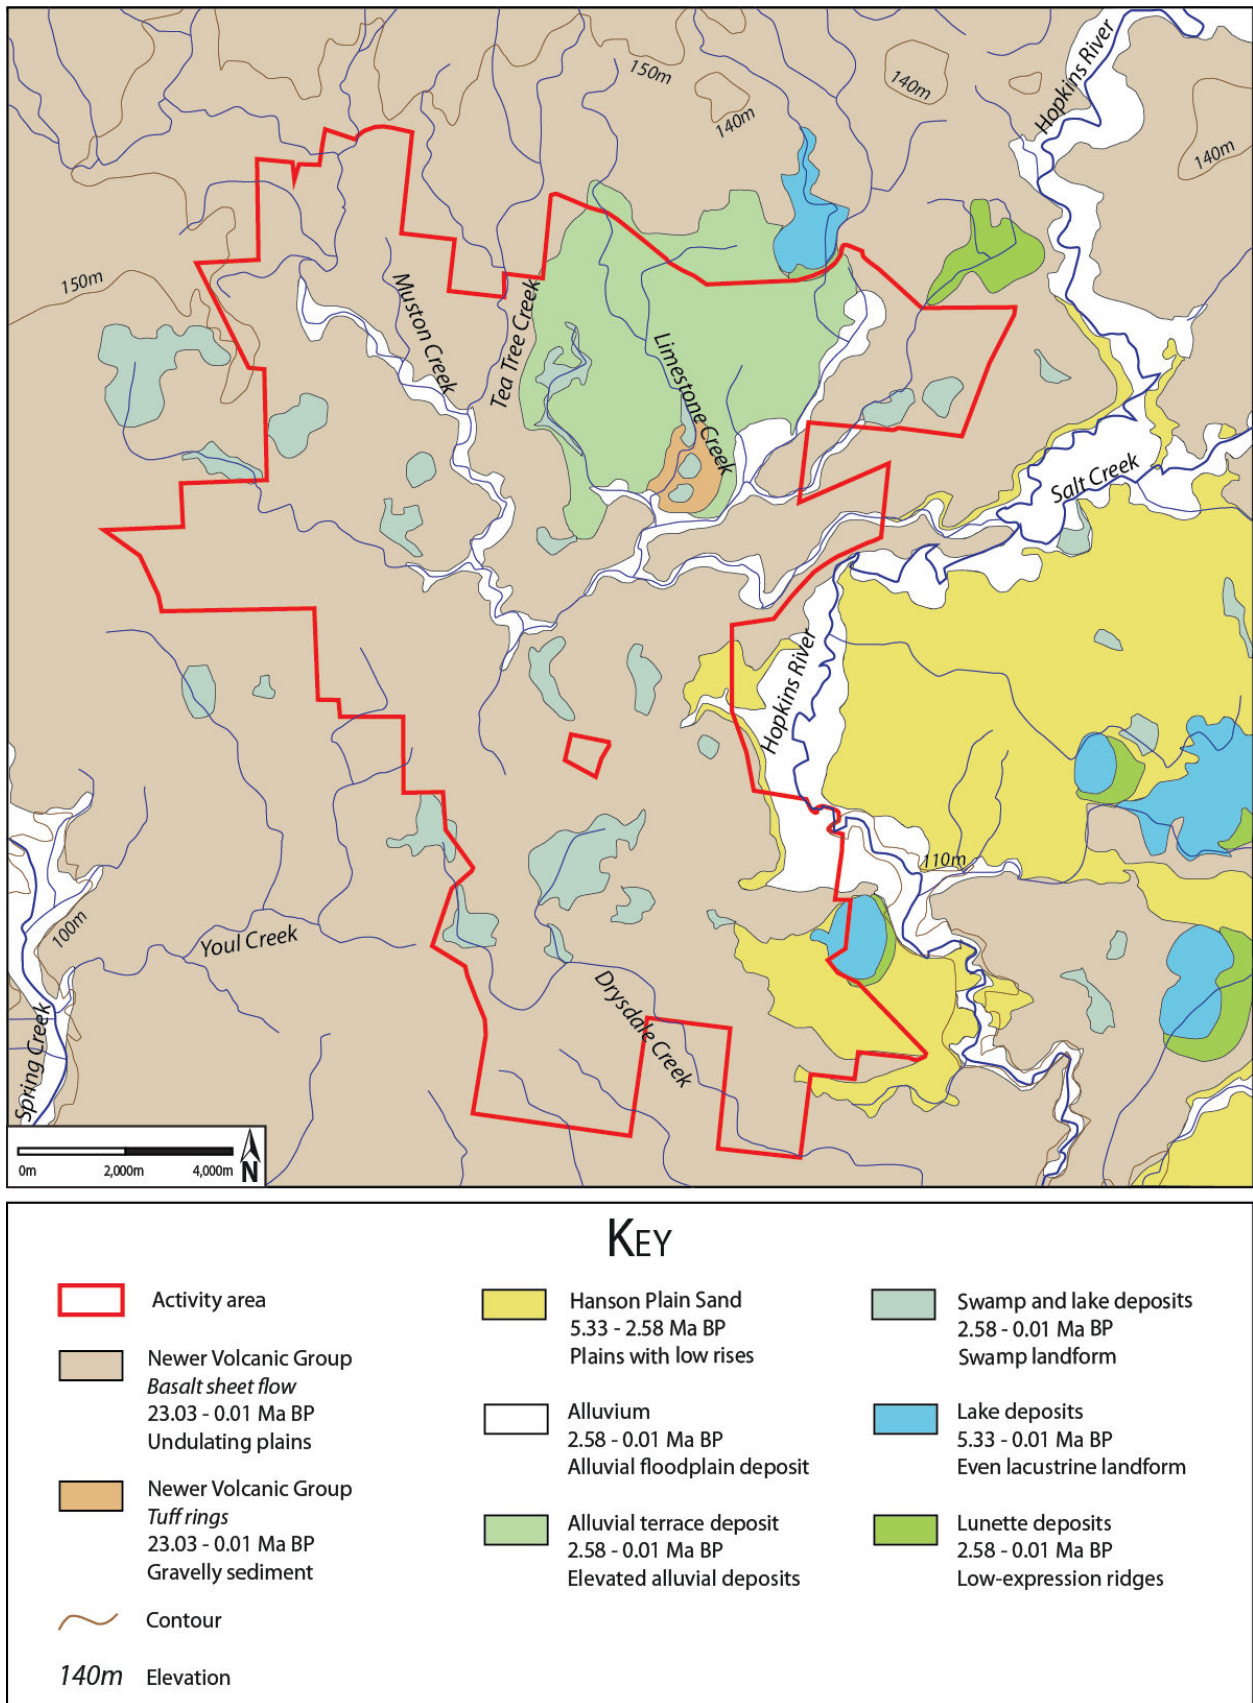 150m
140m
140m
Hopkins River
140m
150m
Muston Creek
Tea Tree Creek
Limestone Creek
Salt Creek
Hopkins River
110m
100m
Youl Creek
Drysdale Creek
Spring Creek
0m 2,000m 4,000m
N
KEY
Activity area
Newer Volcanic Group
Basalt sheet flow
23.03 - 0.01 Ma BP
Undulating plains
Newer Volcanic Group
Tuff rings
23.03 - 0.01 Ma BP
Gravelly sediment
Contour
140m Elevation
Hanson Plain Sand
5.33 - 2.58 Ma BP
Plains with low rises
Alluvium
2.58 - 0.01 Ma BP
Alluvial floodplain deposit
Alluvial terrace deposit
2.58 - 0.01 Ma BP
Elevated alluvial deposits
Swamp and lake deposits
2.58 - 0.01 Ma BP
Swamp landform
Lake deposits
5.33 - 0.01 Ma BP
Even lacustrine landform
Lunette deposits
2.58 - 0.01 Ma BP
Low-expression ridges